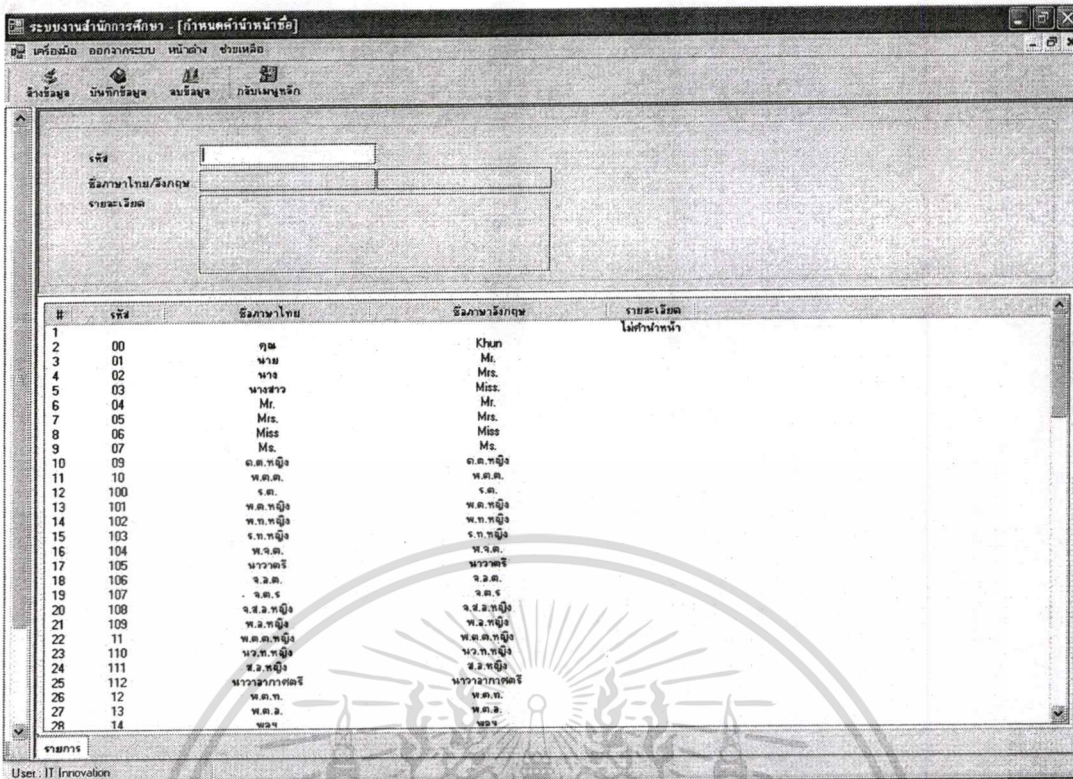 ระบบงานสำนักการศึกษา - [กำหนดคำนำหน้าชื่อ]
เครื่องมือ ออกจากระบบ หน้าต่าง ช่วยเหลือ
ล้างข้อมูล บันทึกข้อมูล ลบข้อมูล กลับเมนูหลัก
รหัส
ชื่อภาษาไทย/อังกฤษ
รายละเอียด
# รหัส ชื่อภาษาไทย ชื่อภาษาอังกฤษ รายละเอียด
1 ไม่คำนำหน้า
2 00 คุณ Khun
3 01 นาย Mr.
4 02 นาง Mrs.
5 03 นางสาว Miss.
6 04 Mr. Mr.
7 05 Mrs. Mrs.
8 06 Miss Miss
9 07 Ms. Ms.
10 09 ด.ต.หญิง ด.ต.หญิง
11 10 พ.ต.ต. พ.ต.ต.
12 100 ร.ต. ร.ต.
13 101 พ.ต.หญิง พ.ต.หญิง
14 102 พ.ท.หญิง พ.ท.หญิง
15 103 ร.ท.หญิง ร.ท.หญิง
16 104 พ.จ.ต. พ.จ.ต.
17 105 นาวาตรี นาวาตรี
18 106 จ.อ.ต. จ.อ.ต.
19 107 จ.ต.ร จ.ต.ร
20 108 จ.ส.อ.หญิง จ.ส.อ.หญิง
21 109 พ.อ.หญิง พ.อ.หญิง
22 11 พ.ต.ต.หญิง พ.ต.ต.หญิง
23 110 นว.ท.หญิง นว.ท.หญิง
24 111 ส.อ.หญิง ส.อ.หญิง
25 112 นาวาอากาศตรี นาวาอากาศตรี
26 12 พ.ต.ท. พ.ต.ท.
27 13 พ.ต.อ. พ.ต.อ.
28 14
รายการ
User : IT Innovation